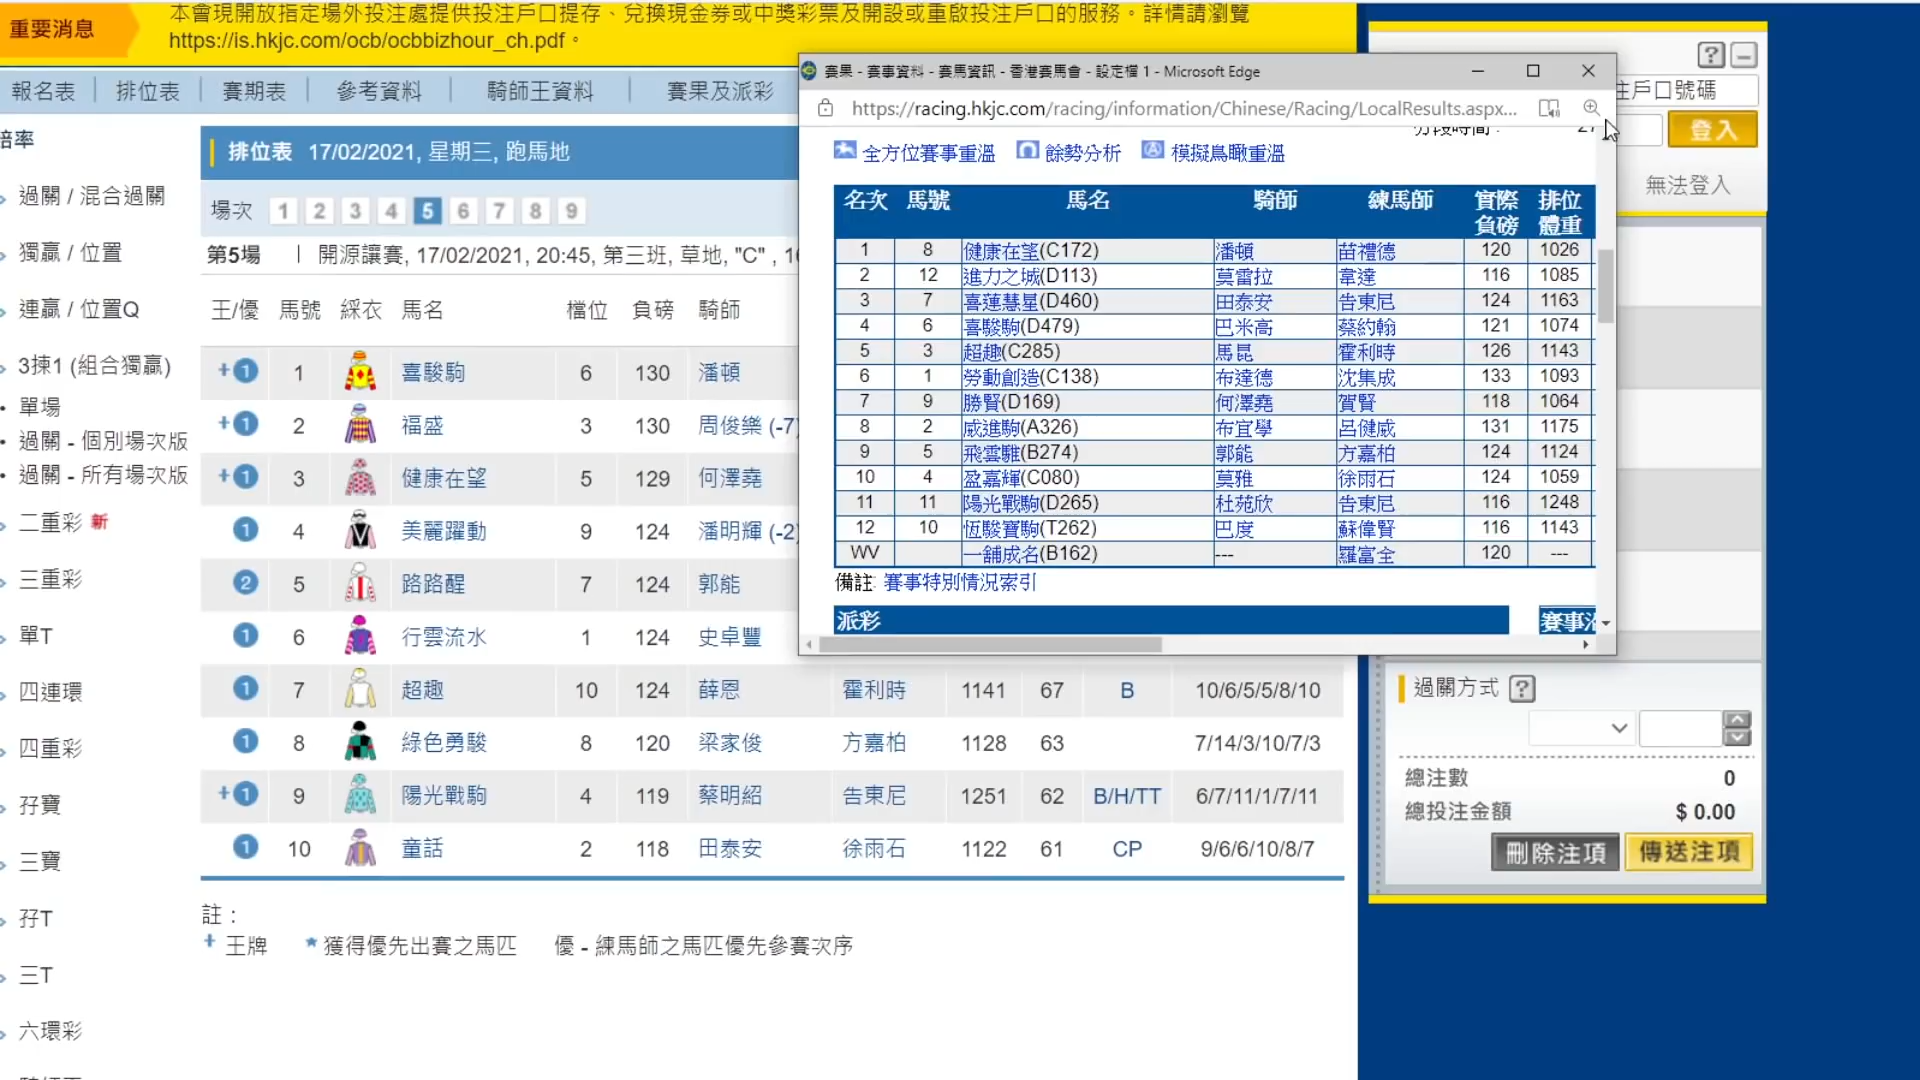 重要消息
本會現開放指定場外投注處提供投注戶口提存、兌換現金券或中獎彩票及開設或重啟投注戶口的服務。詳情請瀏覽
https://is.hkjc.com/ocb/ocbbizhour_ch.pdf。
報名表 排位表 賽期表 參考資料 騎師王資料 賽果及派彩
賠率
過關 / 混合過關
獨贏 / 位置
連贏 / 位置Q
3揀1 (組合獨贏)
單場
過關 - 個別場次版
過關 - 所有場次版
二重彩 新
三重彩
單T
四連環
四重彩
孖寶
三寶
孖T
三T
六環彩
排位表 17/02/2021, 星期三, 跑馬地
場次 1 2 3 4 5 6 7 8 9
第5場 | 開源讓賽, 17/02/2021, 20:45, 第三班, 草地, "C" , 1
王/優 馬號 綵衣 馬名 檔位 負磅 騎師
+1 1 喜駿駒 6 130 潘頓
+1 2 福盛 3 130 周俊樂 (-7)
+1 3 健康在望 5 129 何澤堯
1 4 美麗躍動 9 124 潘明輝 (-2)
2 5 路路醒 7 124 郭能
1 6 行雲流水 1 124 史卓豐
1 7 超趣 10 124 薛恩 霍利時 1141 67 B 10/6/5/5/8/10
1 8 綠色勇駿 8 120 梁家俊 方嘉柏 1128 63 7/14/3/10/7/3
+1 9 陽光戰駒 4 119 蔡明紹 告東尼 1251 62 B/H/TT 6/7/11/1/7/11
1 10 童話 2 118 田泰安 徐雨石 1122 61 CP 9/6/6/10/8/7
註 :
+ 王牌 ★ 獲得優先出賽之馬匹 優 - 練馬師之馬匹優先參賽次序
賽果 - 賽事資料 - 賽馬資訊 - 香港賽馬會 - 設定檔 1 - Microsoft Edge
https://racing.hkjc.com/racing/information/Chinese/Racing/LocalResults.aspx...
分段時間 :
全方位賽事重溫 餘勢分析 模擬鳥瞰重溫
名次 馬號 馬名 騎師 練馬師 實際負磅 排位體重
1 8 健康在望(C172) 潘頓 苗禮德 120 1026
2 12 進力之城(D113) 莫雷拉 韋達 116 1085
3 7 喜蓮慧星(D460) 田泰安 告東尼 124 1163
4 6 喜駿駒(D479) 巴米高 蔡約翰 121 1074
5 3 超趣(C285) 馬昆 霍利時 126 1143
6 1 勞動創造(C138) 布達德 沈集成 133 1093
7 9 勝賢(D169) 何澤堯 賀賢 118 1064
8 2 威進駒(A326) 布宜學 呂健威 131 1175
9 5 飛雲騅(B274) 郭能 方嘉柏 124 1124
10 4 盈嘉輝(C080) 莫雅 徐雨石 124 1059
11 11 陽光戰駒(D265) 杜苑欣 告東尼 116 1248
12 10 恆駿寶駒(T262) 巴度 蘇偉賢 116 1143
WV 一舖成名(B162) --- 羅富全 120 ---
備註: 賽事特別情況索引
派彩
賽事
戶口號碼
登入
無法登入
過關方式 ?
總注數 0
總投注金額 $ 0.00
刪除注項 傳送注項